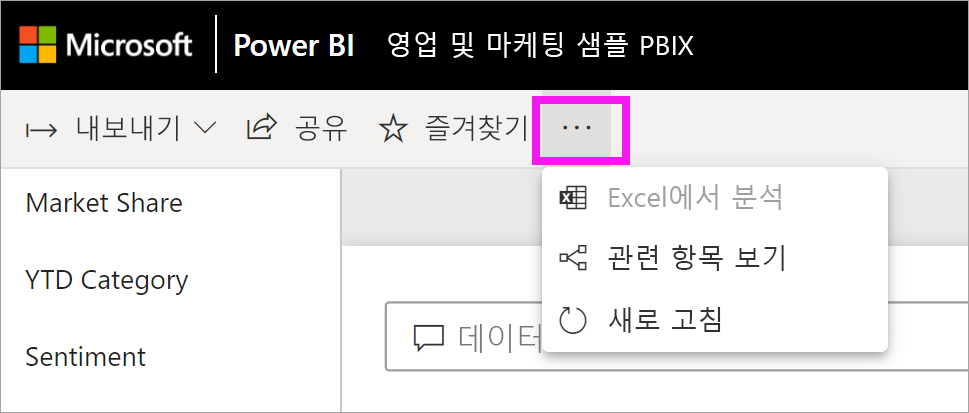 Microsoft Power BI 영업 및 마케팅 샘플 PBIX
내보내기 공유 즐겨찾기 ...
Market Share
YTD Category
Sentiment
Excel에서 분석
관련 항목 보기
새로 고침
데이터